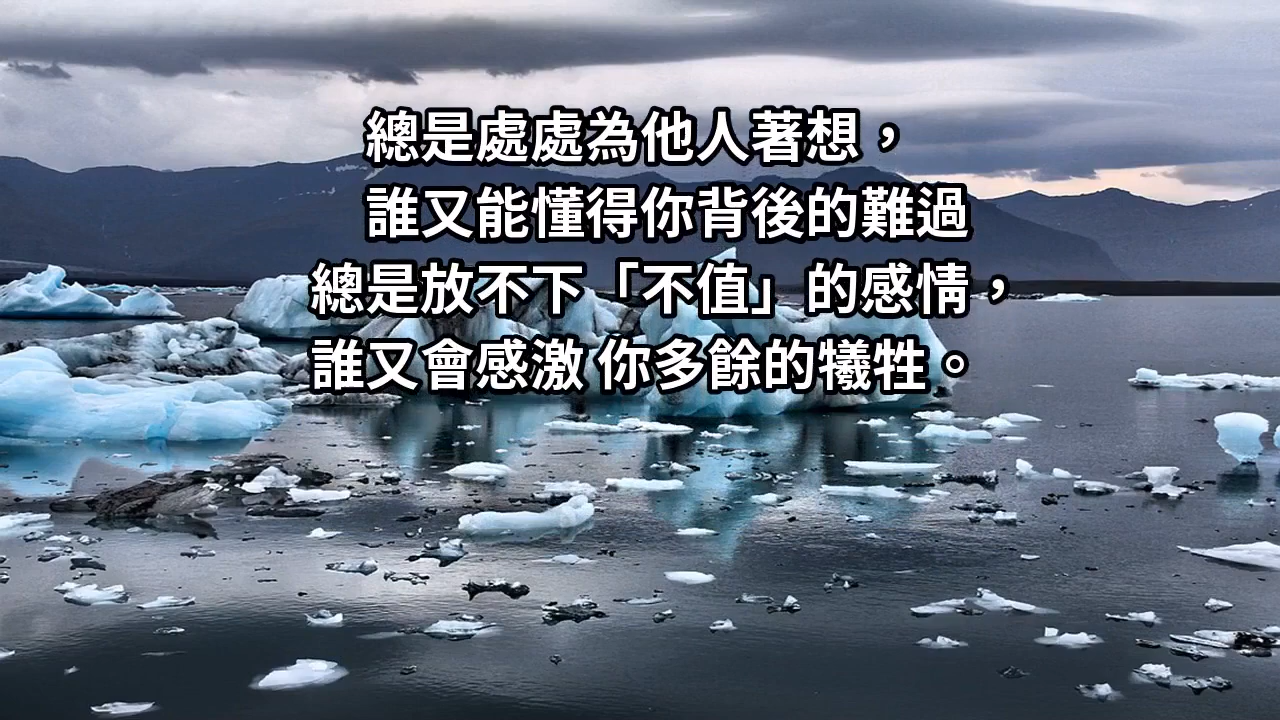 總是處處為他人著想，
誰又能懂得你背後的難過
總是放不下「不值」的感情，
誰又會感激 你多餘的犧牲。